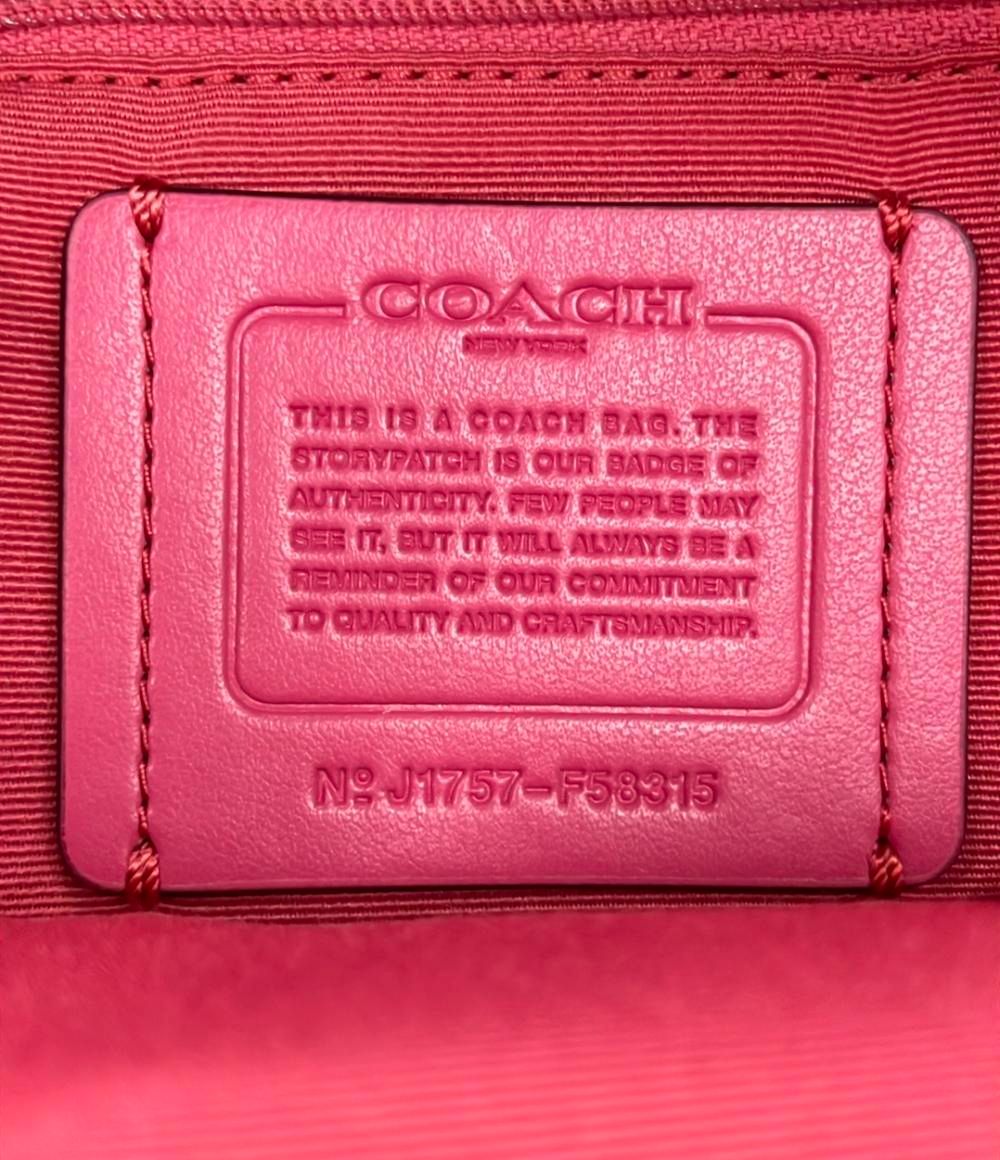 COACH
NEW YORK
THIS IS A COACH BAG. THE
STORYPATCH IS OUR BADGE OF
AUTHENTICITY. FEW PEOPLE MAY
SEE IT, BUT IT WILL ALWAYS BE A
REMINDER OF OUR COMMITMENT
TO QUALITY AND CRAFTSMANSHIP.
Nº J1757-F58315